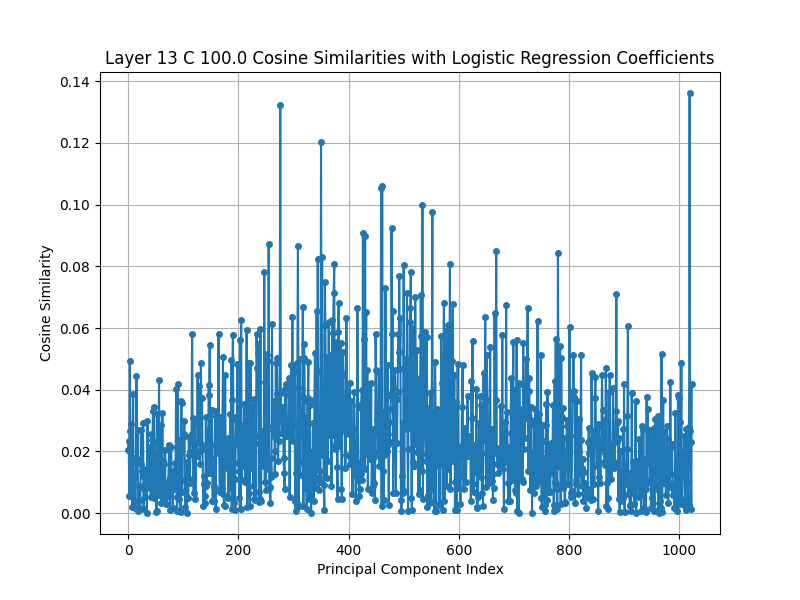 Layer 13 C 100.0 Cosine Similarities with Logistic Regression Coefficients
0.14
0.12
0.10
0.08
0.06
0.04
0.02
0.00
Cosine Similarity
0 200 400 600 800 1000
Principal Component Index